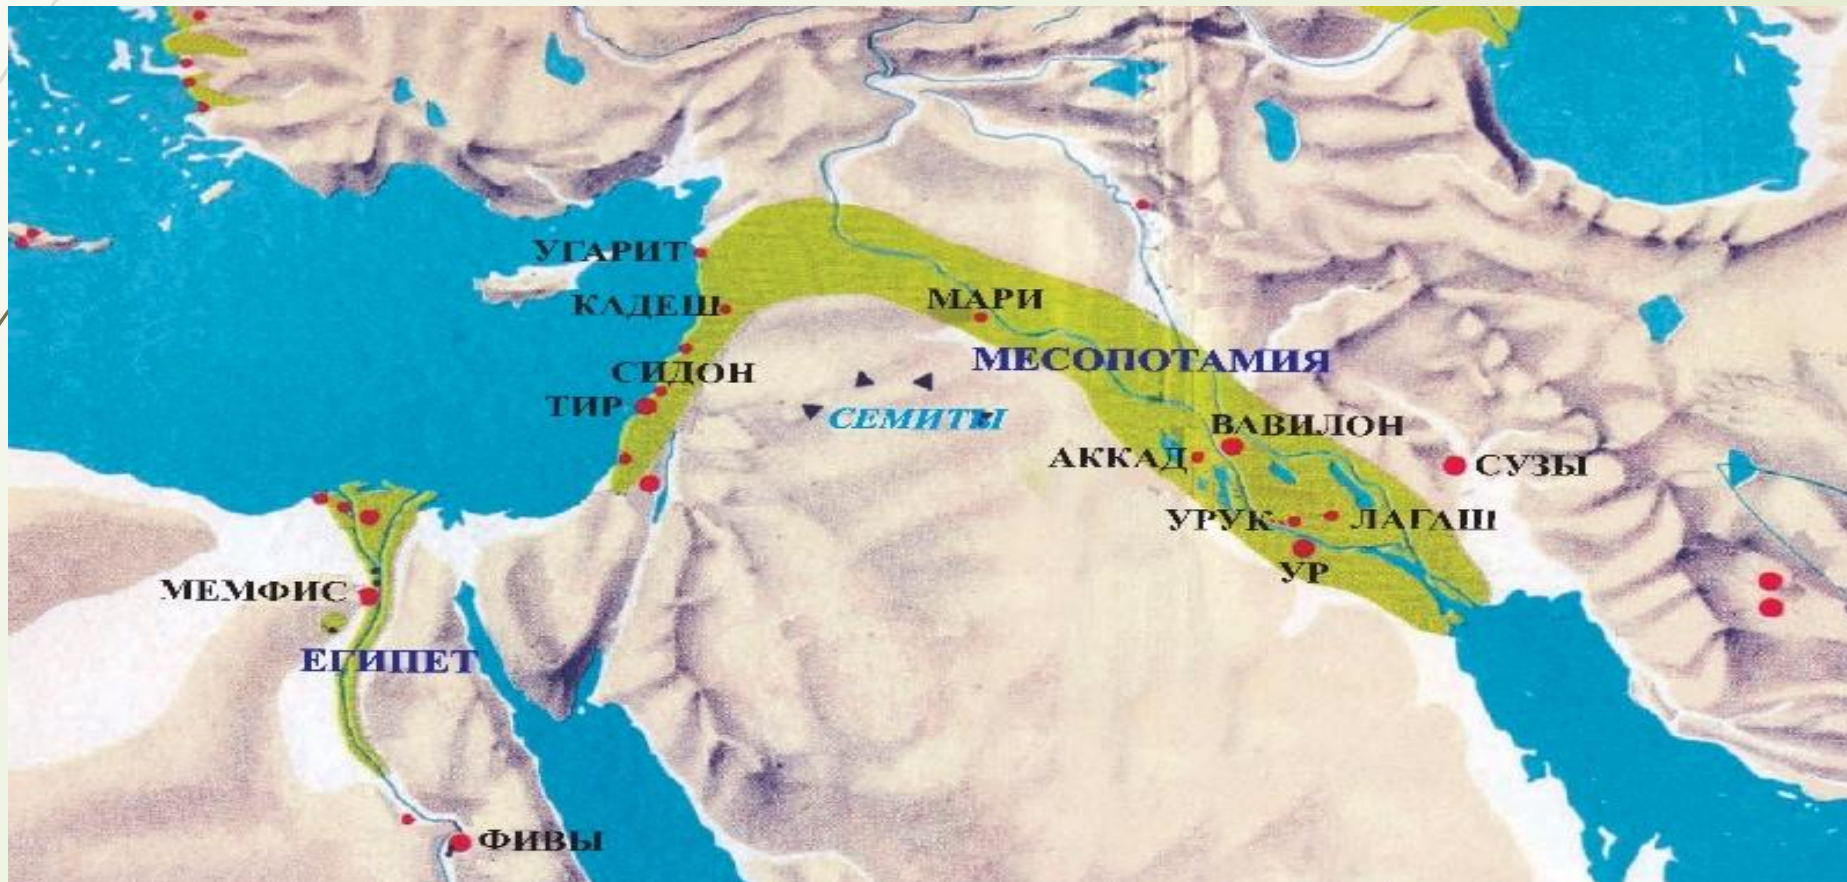 УГАРИТ
КАДЕШ
МАРИ
МЕСОПОТАМИЯ
СИДОН
ТИР
СЕМИТЫ
ВАВИЛОН
АККАД
СУЗЫ
УРУК
ЛАГАШ
УР
МЕМФИС
ЕГИПЕТ
ФИВЫ